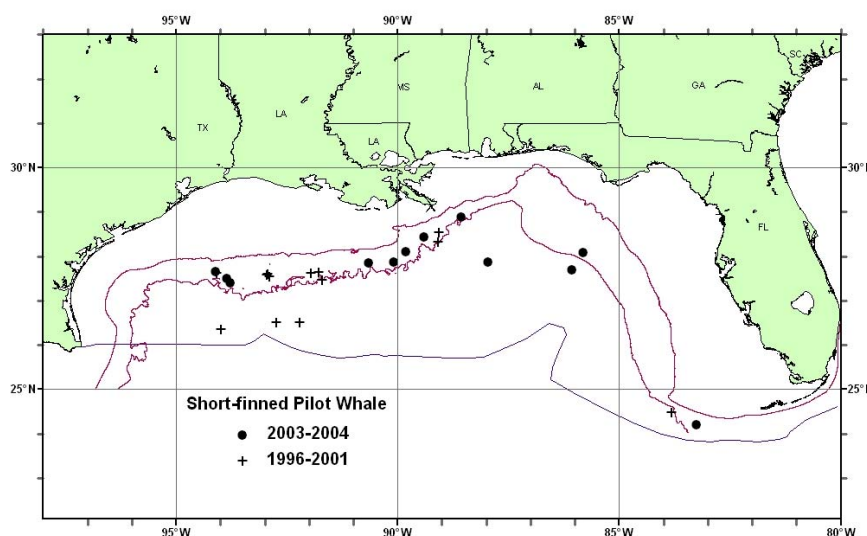 95°W 90°W 85°W
SC
MS AL GA
LA
TX
LA
30°N 30°N
FL
25°N 25°N
Short-finned Pilot Whale
2003-2004
1996-2001
95°W 90°W 85°W 80°W